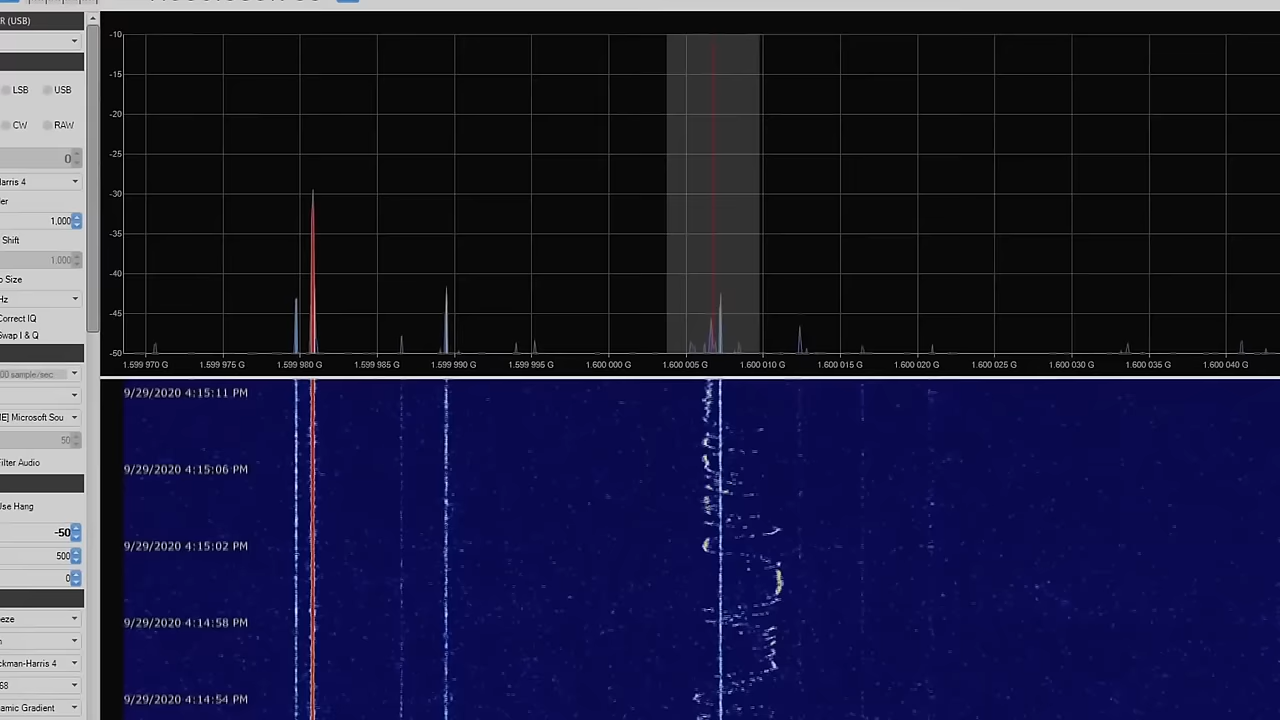 R (USB)
LSB USB
CW RAW
0
arris 4
1,000
Shift
1.000
o Size
Hz
Correct IQ
Swap I & Q
00 sample/sec
E] Microsoft Sou
50
Filter Audio
Use Hang
-50
500
0
eeze
ckman-Harris 4
68
amic Gradient
-10
-15
-20
-25
-30
-35
-40
-45
-50
1.599 970 G 1.599 975 G 1.599 980 G 1.599 985 G 1.599 990 G 1.599 995 G 1.600 000 G 1.600 005 G 1.600 010 G 1.600 015 G 1.600 020 G 1.600 025 G 1.600 030 G 1.600 035 G 1.600 040 G
9/29/2020 4:15:11 PM
9/29/2020 4:15:06 PM
9/29/2020 4:15:02 PM
9/29/2020 4:14:58 PM
9/29/2020 4:14:54 PM